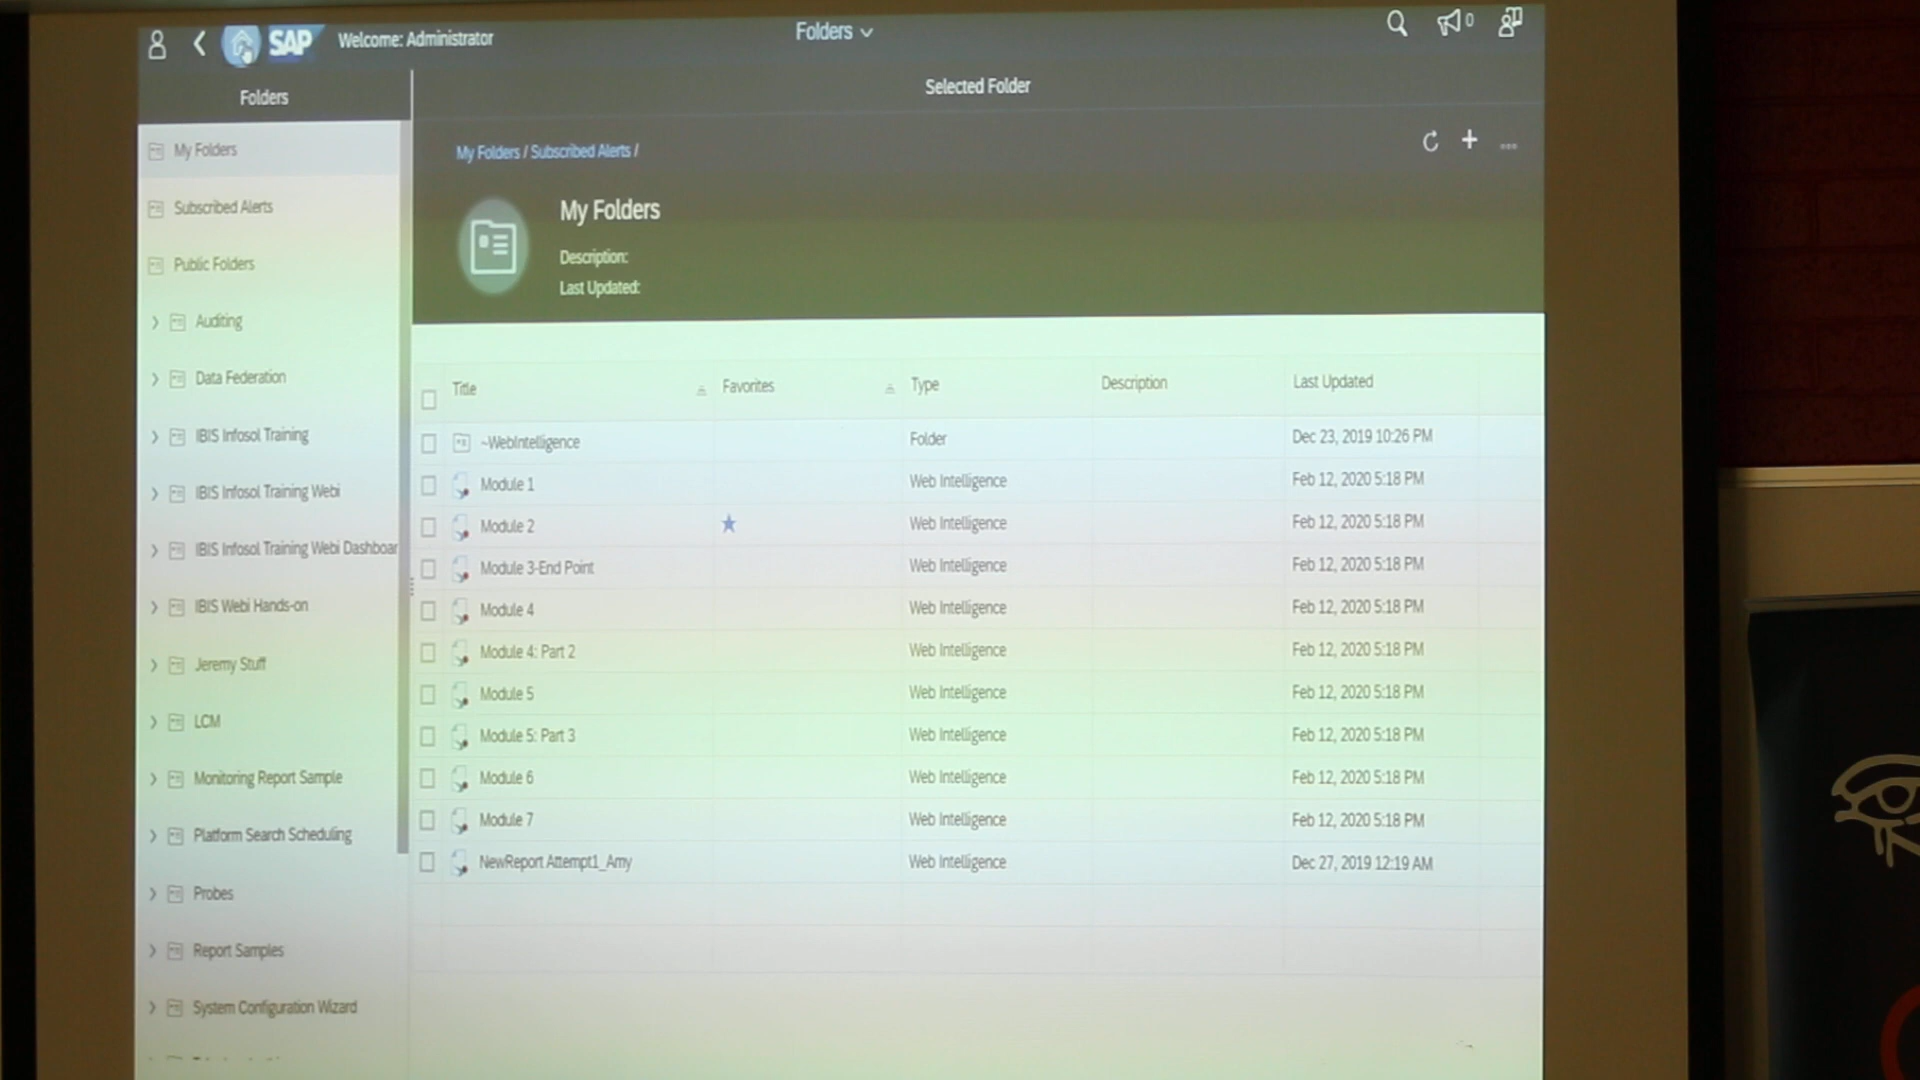 SAP Welcome: Administrator Folders 0
Folders
Selected Folder
My Folders
Subscribed Alerts
Public Folders
Auditing
Data Federation
IBIS Infosol Training
IBIS Infosol Training Webi
IBIS Infosol Training Webi Dashboar
IBIS Webi Hands-on
Jeremy Stuff
LCM
Monitoring Report Sample
Platform Search Scheduling
Probes
Report Samples
System Configuration Wizard
My Folders / Subscribed Alerts /
...
My Folders
Description:
Last Updated:
Title Favorites Type Description Last Updated
~WebIntelligence Folder Dec 23, 2019 10:26 PM
Module 1 Web Intelligence Feb 12, 2020 5:18 PM
Module 2 Web Intelligence Feb 12, 2020 5:18 PM
Module 3-End Point Web Intelligence Feb 12, 2020 5:18 PM
Module 4 Web Intelligence Feb 12, 2020 5:18 PM
Module 4: Part 2 Web Intelligence Feb 12, 2020 5:18 PM
Module 5 Web Intelligence Feb 12, 2020 5:18 PM
Module 5: Part 3 Web Intelligence Feb 12, 2020 5:18 PM
Module 6 Web Intelligence Feb 12, 2020 5:18 PM
Module 7 Web Intelligence Feb 12, 2020 5:18 PM
NewReport Attempt1_Amy Web Intelligence Dec 27, 2019 12:19 AM